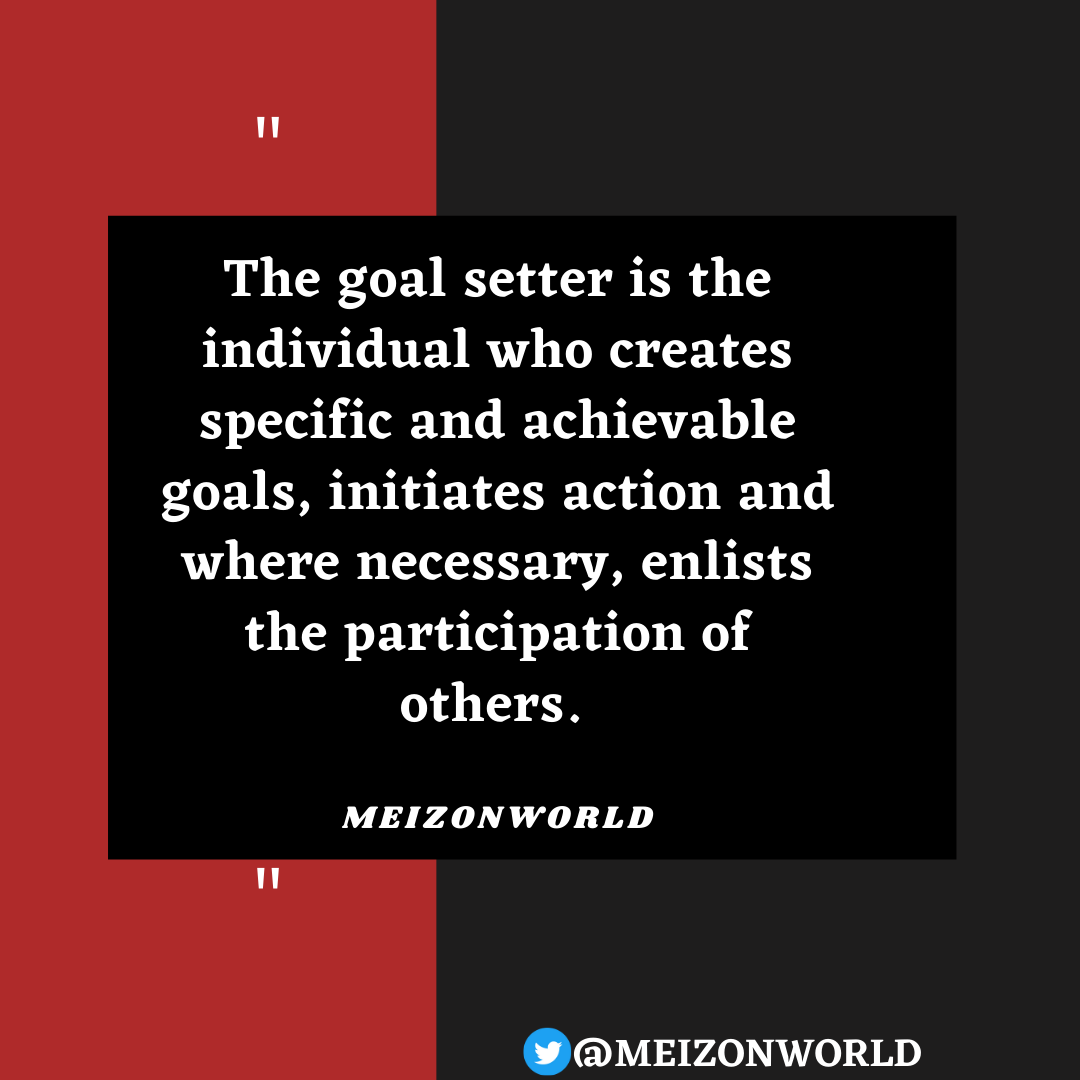 "
The goal setter is the
individual who creates
specific and achievable
goals, initiates action and
where necessary, enlists
the participation of
others.
MEIZONWORLD
"
@MEIZONWORLD